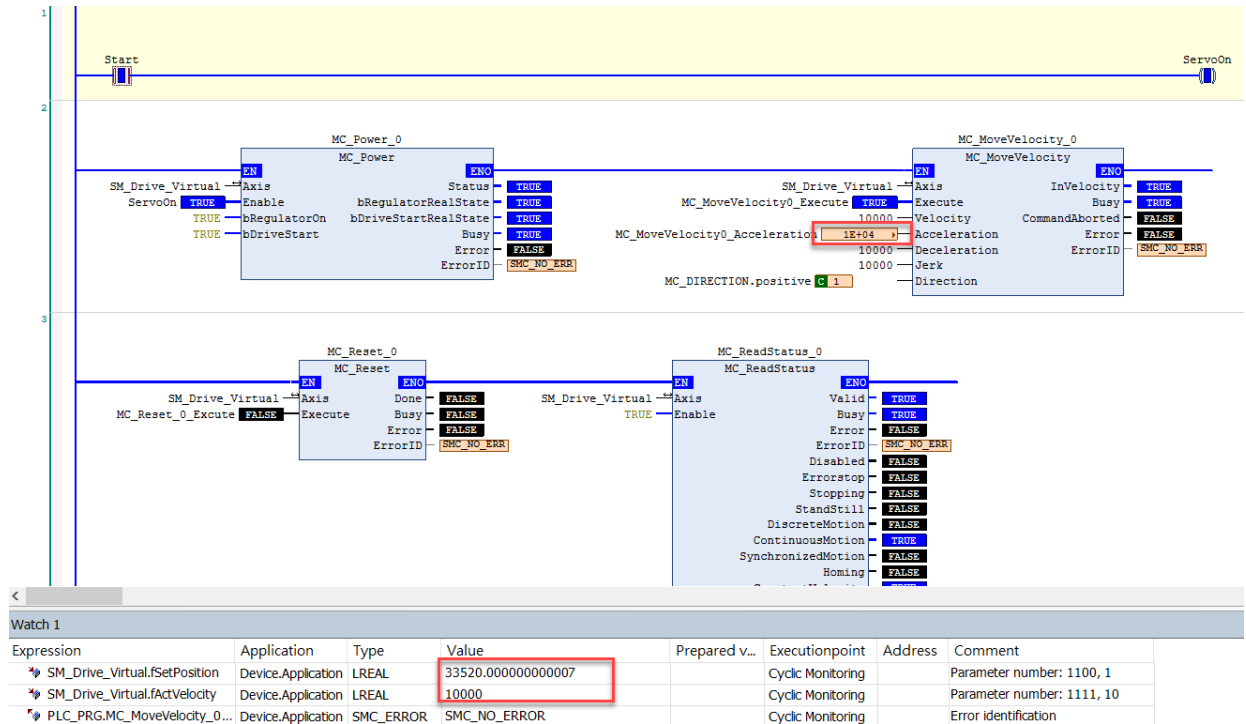 1
Start
ServoOn
2
MC_Power_0
MC_Power
EN ENO
SM_Drive_Virtual Axis Status TRUE
ServoOn TRUE Enable bRegulatorRealState TRUE
TRUE bRegulatorOn bDriveStartRealState TRUE
TRUE bDriveStart Busy TRUE
Error FALSE
ErrorID SMC_NO_ERR
MC_MoveVelocity_0
MC_MoveVelocity
EN ENO
SM_Drive_Virtual Axis InVelocity TRUE
MC_MoveVelocity0_Execute TRUE Execute Busy TRUE
10000 Velocity CommandAborted FALSE
MC_MoveVelocity0_Acceleration 1E+04 Acceleration Error FALSE
10000 Deceleration ErrorID SMC_NO_ERR
10000 Jerk
MC_DIRECTION.positive C 1 Direction
3
MC_Reset_0
MC_Reset
EN ENO
SM_Drive_Virtual Axis Done FALSE
MC_Reset_0_Excute FALSE Execute Busy FALSE
Error FALSE
ErrorID SMC_NO_ERR
MC_ReadStatus_0
MC_ReadStatus
EN ENO
SM_Drive_Virtual Axis Valid TRUE
TRUE Enable Busy TRUE
Error FALSE
ErrorID SMC_NO_ERR
Disabled FALSE
Errorstop FALSE
Stopping FALSE
StandStill FALSE
DiscreteMotion FALSE
ContinuousMotion TRUE
SynchronizedMotion FALSE
Homing FALSE
Watch 1
Expression Application Type Value Prepared v... Executionpoint Address Comment
SM_Drive_Virtual.fSetPosition Device.Application LREAL 33520.000000000007 Cyclic Monitoring Parameter number: 1100, 1
SM_Drive_Virtual.fActVelocity Device.Application LREAL 10000 Cyclic Monitoring Parameter number: 1111, 10
PLC_PRG.MC_MoveVelocity_0... Device.Application SMC_ERROR SMC_NO_ERROR Cyclic Monitoring Error identification